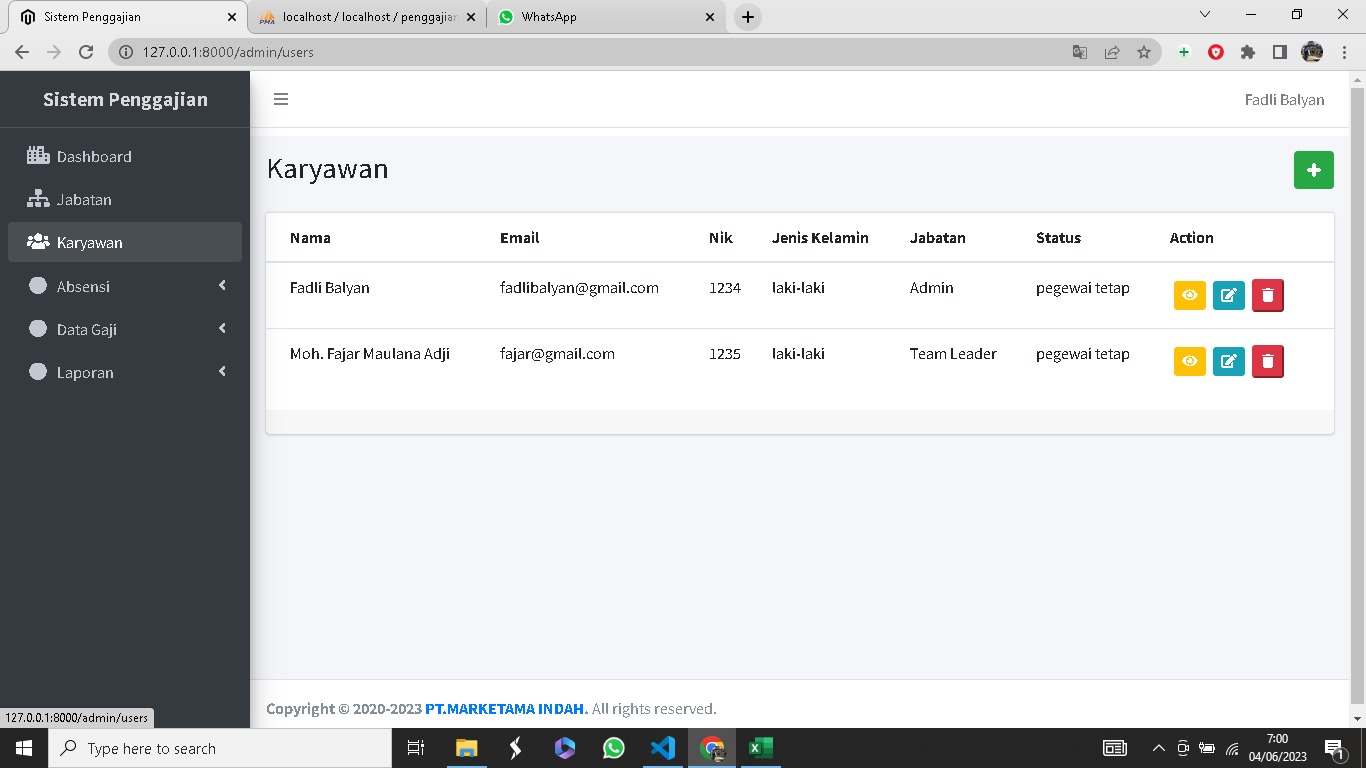 Sistem Penggajian
localhost / localhost / penggajian
WhatsApp
127.0.0.1:8000/admin/users
Sistem Penggajian
Fadli Balyan
Dashboard
Jabatan
Karyawan
Absensi
Data Gaji
Laporan
Karyawan
Nama Email Nik Jenis Kelamin Jabatan Status Action
Fadli Balyan fadlibalyan@gmail.com 1234 laki-laki Admin pegewai tetap
Moh. Fajar Maulana Adji fajar@gmail.com 1235 laki-laki Team Leader pegewai tetap
Copyright © 2020-2023 PT.MARKETAMA INDAH. All rights reserved.
127.0.0.1:8000/admin/users
Type here to search
7:00
04/06/2023
1